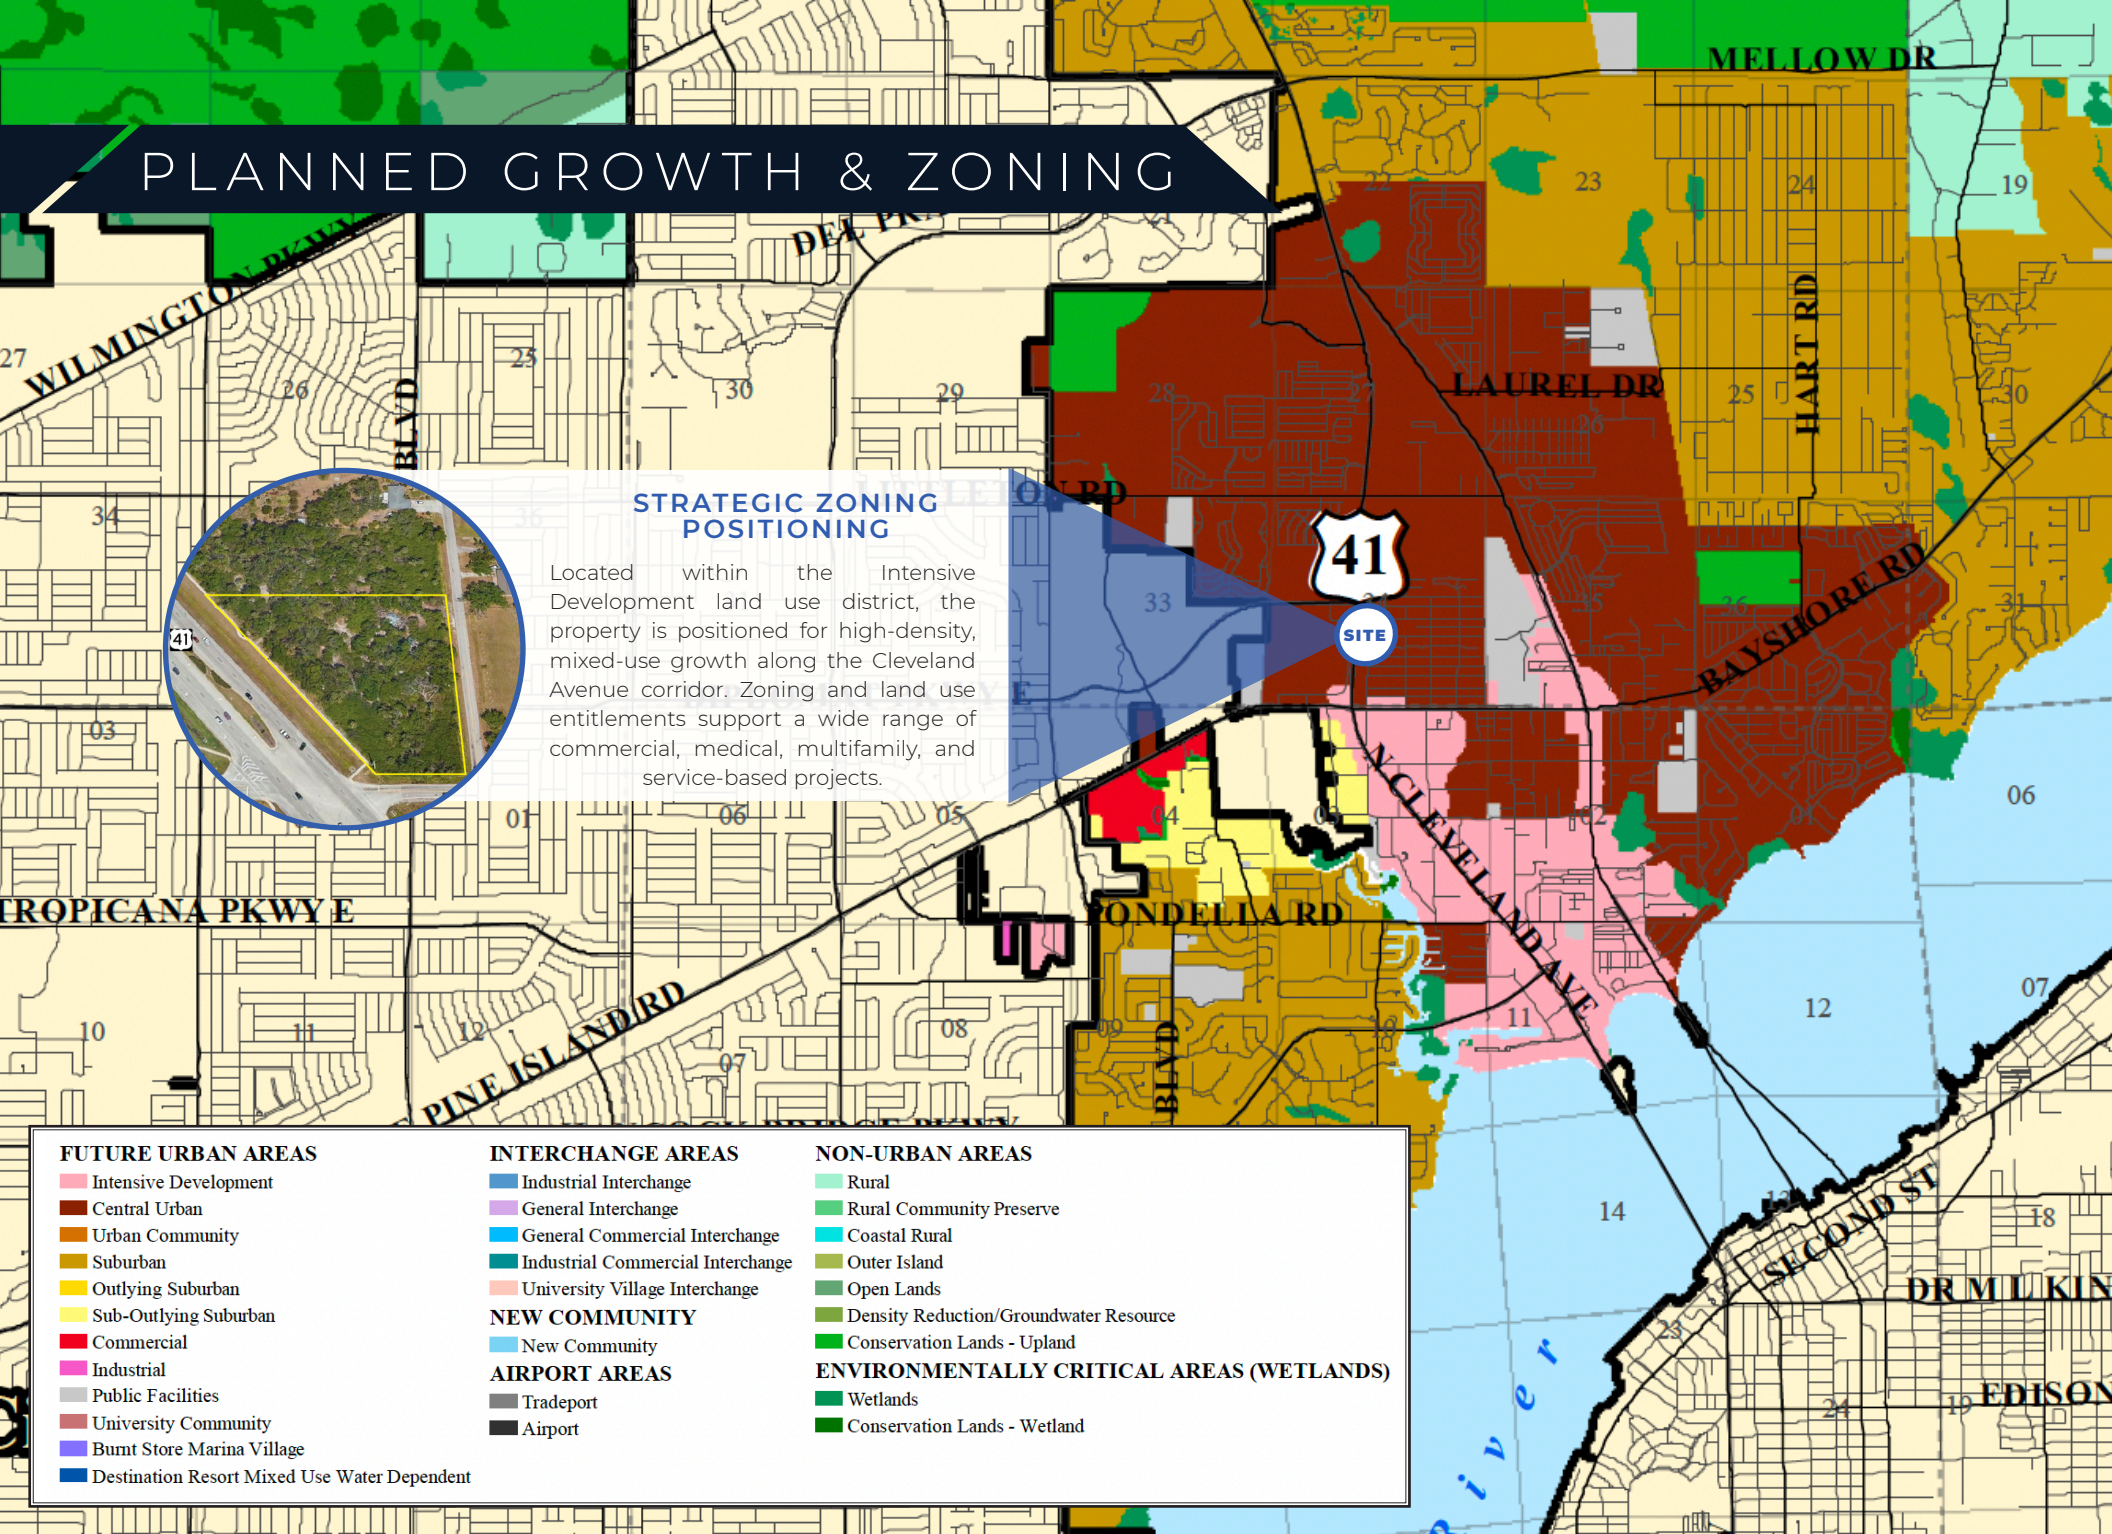 PLANNED GROWTH & ZONING
MELLOW DR
22
23
24
19
21
DEL PRA
WILMINGTON PKWY
27
26
25
30
29
28
27
LAUREL DR
26
25
HART RD
30
BLVD
LITTLETON RD
34
36
33
34
35
36
31
41
SITE
BAYSHORE RD
STRATEGIC ZONING
POSITIONING
Located within the Intensive
Development land use district, the
property is positioned for high-density,
mixed-use growth along the Cleveland
Avenue corridor. Zoning and land use
entitlements support a wide range of
commercial, medical, multifamily, and
service-based projects.
41
PKWY E
03
01
06
05
04
03
02
01
06
N CLEVELAND AVE
TROPICANA PKWY E
PONDELLA RD
10
11
12
07
08
09
10
11
12
07
E PINE ISLAND RD
BLVD
14
13
18
SECOND ST
DR M L KIN
23
24
19
EDISON
River
FUTURE URBAN AREAS
Intensive Development
Central Urban
Urban Community
Suburban
Outlying Suburban
Sub-Outlying Suburban
Commercial
Industrial
Public Facilities
University Community
Burnt Store Marina Village
Destination Resort Mixed Use Water Dependent
INTERCHANGE AREAS
Industrial Interchange
General Interchange
General Commercial Interchange
Industrial Commercial Interchange
University Village Interchange
NEW COMMUNITY
New Community
AIRPORT AREAS
Tradeport
Airport
NON-URBAN AREAS
Rural
Rural Community Preserve
Coastal Rural
Outer Island
Open Lands
Density Reduction/Groundwater Resource
Conservation Lands - Upland
ENVIRONMENTALLY CRITICAL AREAS (WETLANDS)
Wetlands
Conservation Lands - Wetland